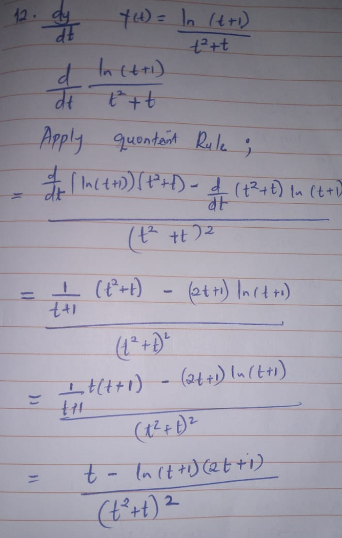 12. dy/dt   y(t) = ln (t+1) / t² + t
d/dt ln (t+1) / t² + t
Apply quontent Rule ;
= d/dt (ln(t+1))(t²+t) - d/dt (t²+t) ln (t+1) / (t² + t)²
= 1/t+1 (t²+t) - (2t+1) ln(t+1) / (t²+t)²
= 1/t+1 t(t+1) - (2t+1) ln(t+1) / (t²+t)²
= t - ln(t+1)(2t+1) / (t²+t)²